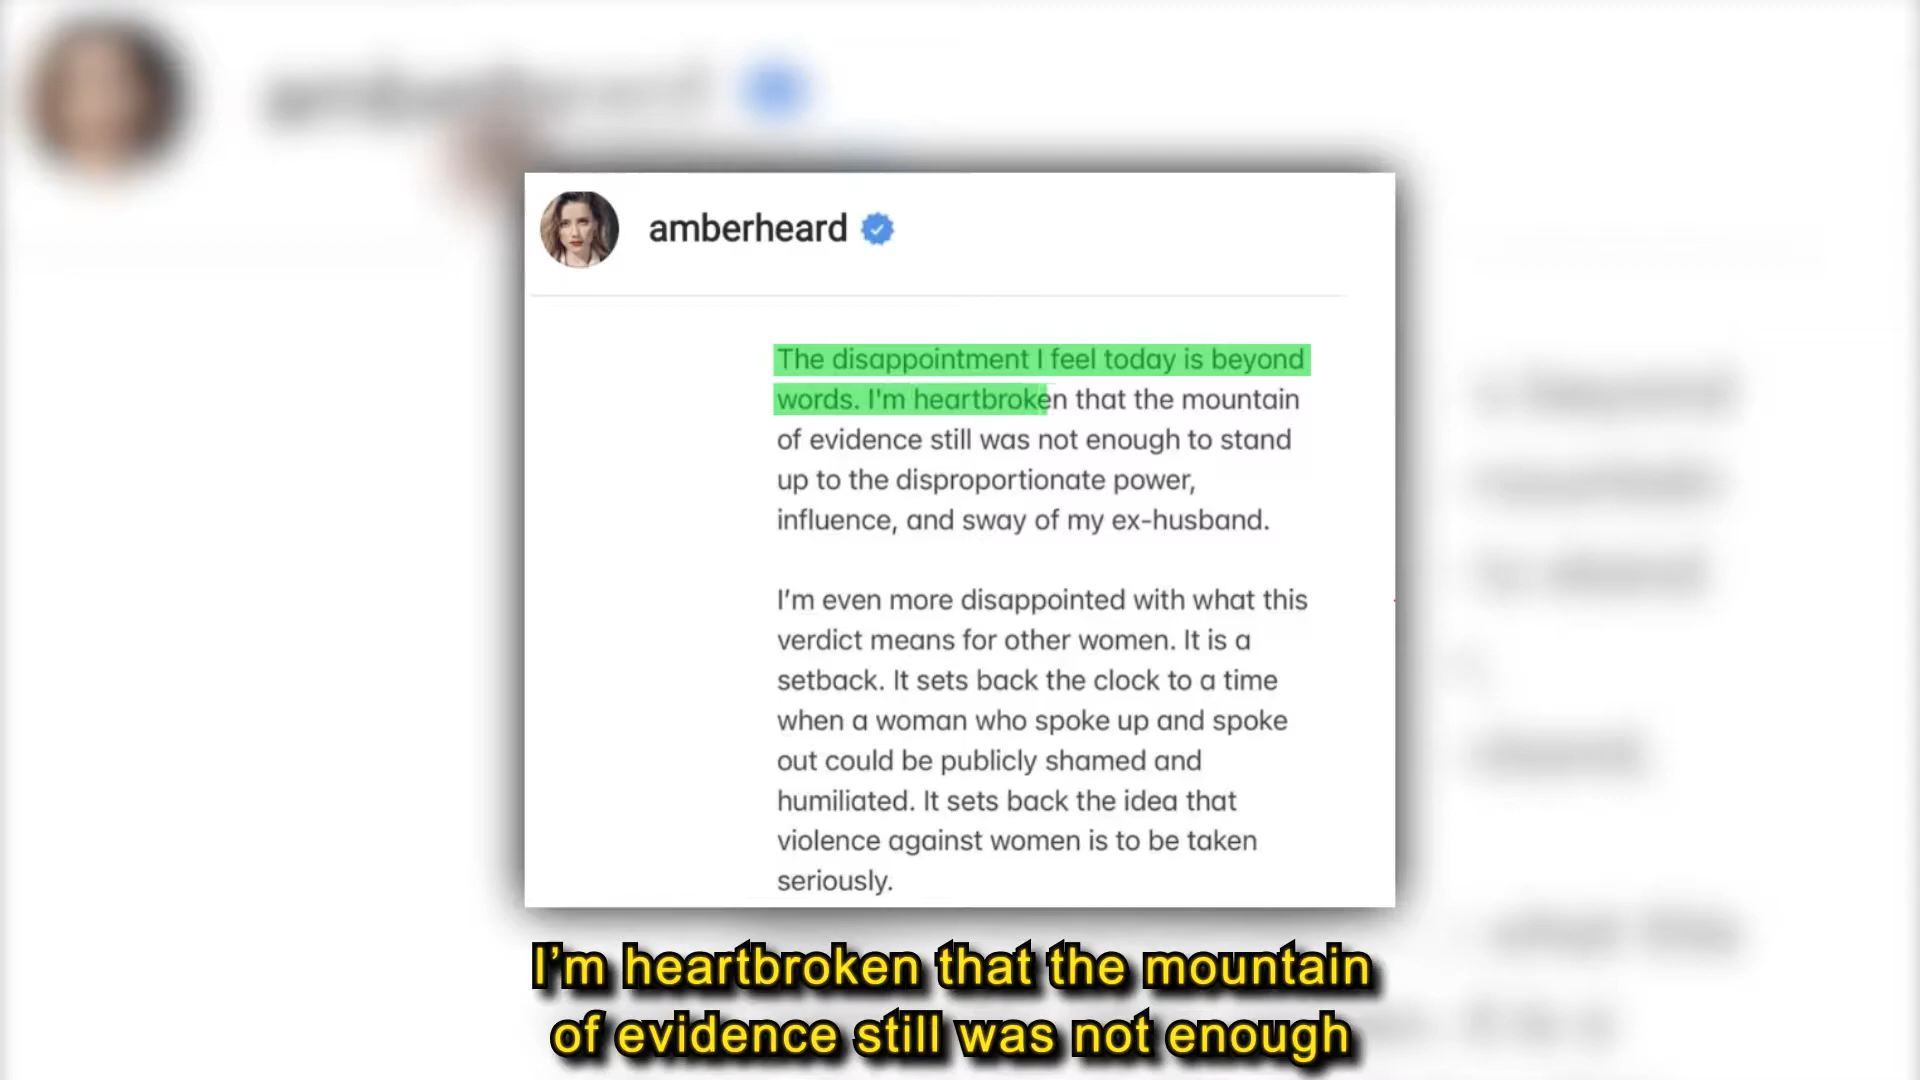 amberheard
The disappointment I feel today is beyond
words. I'm heartbroken that the mountain
of evidence still was not enough to stand
up to the disproportionate power,
influence, and sway of my ex-husband.
I’m even more disappointed with what this
verdict means for other women. It is a
setback. It sets back the clock to a time
when a woman who spoke up and spoke
out could be publicly shamed and
humiliated. It sets back the idea that
violence against women is to be taken
seriously.
I’m heartbroken that the mountain
of evidence still was not enough